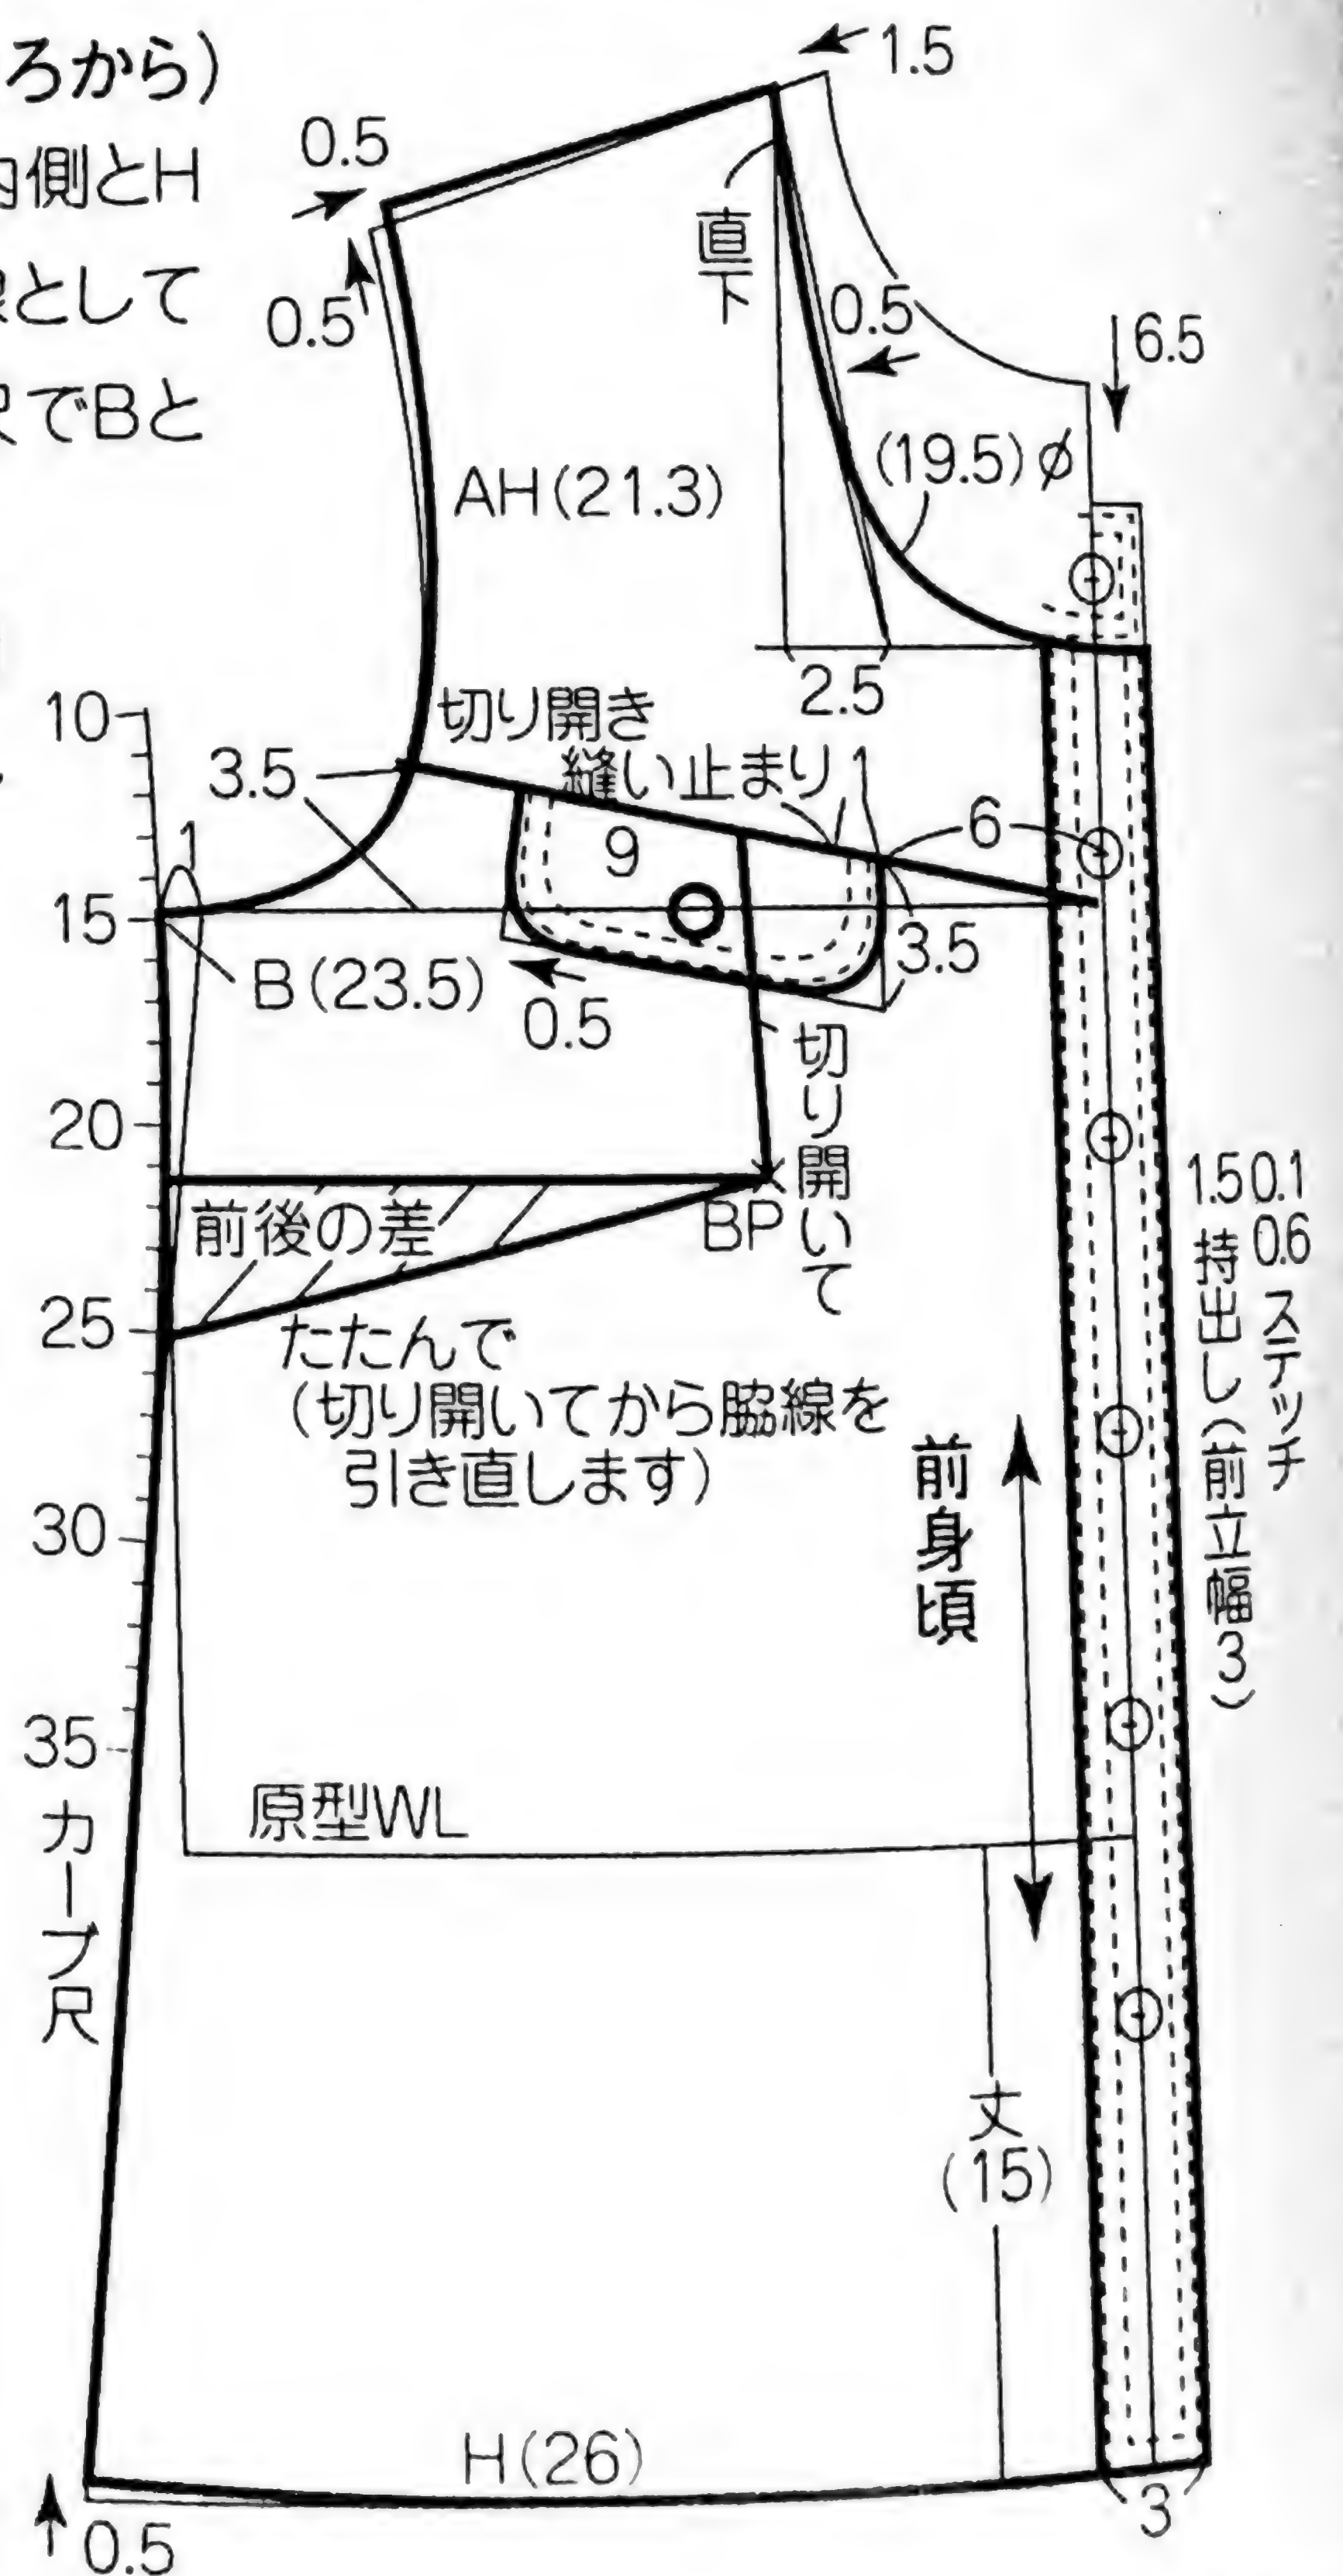 ろから)
内側とH
線として
尺でBと
1.5
0.5
0.5
直下
0.5
6.5
(19.5)φ
AH(21.3)
2.5
切り開き
縫い止まり
1
10
3.5
6
1
9
15
B(23.5)
3.5
0.5
切り開いて
20
前後の差
BP
1.5 持出し(前立幅3)
0.1
0.6 ステッチ
25
たたんで
(切り開いてから脇線を
引き直します)
前身頃
30
35
カーブ尺
原型WL
丈
(15)
H(26)
3
0.5